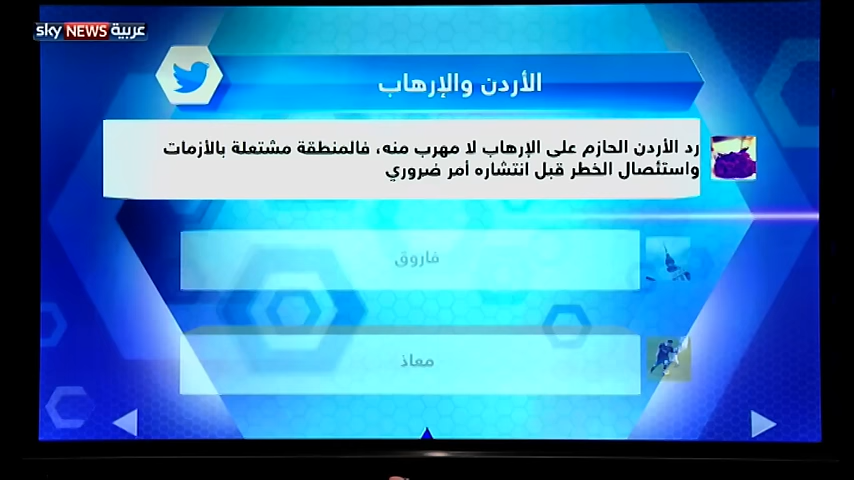 sky NEWS عربية
الأردن والإرهاب
رد الأردن الحازم على الإرهاب لا مهرب منه، فالمنطقة مشتعلة بالأزمات
واستئصال الخطر قبل انتشاره أمر ضروري
فاروق
معاذ